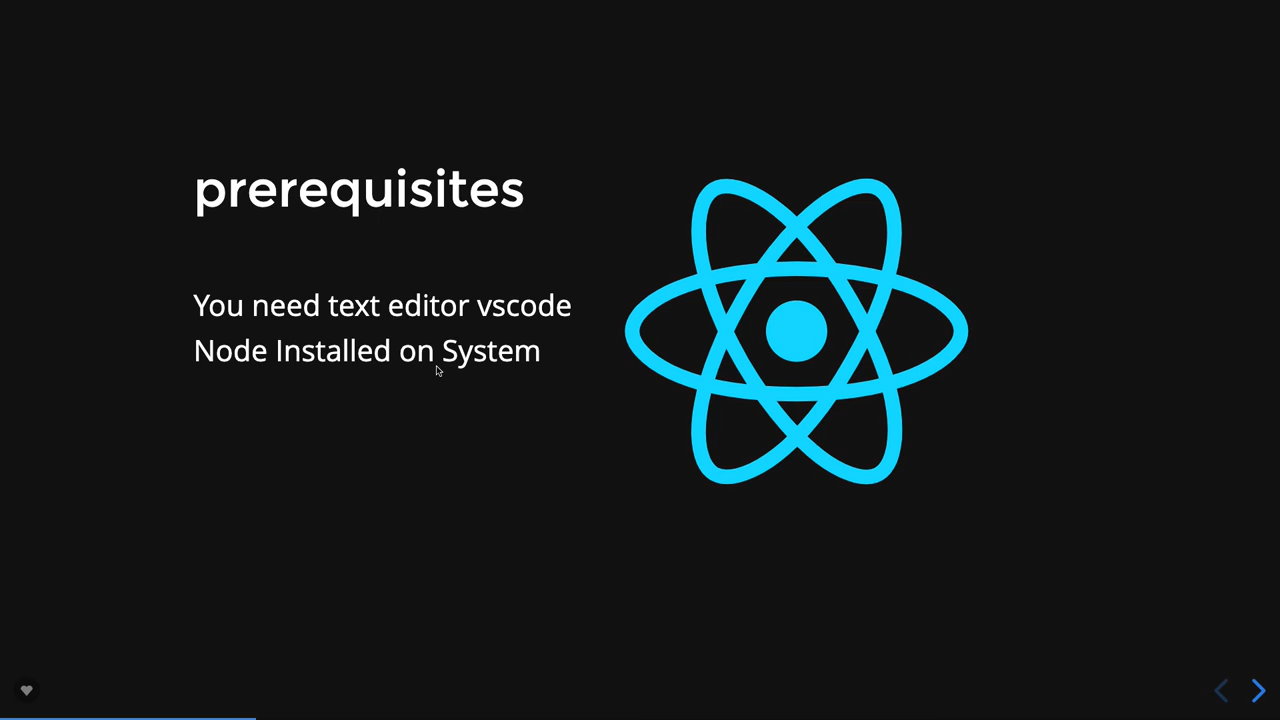 prerequisites
You need text editor vscode
Node Installed on System